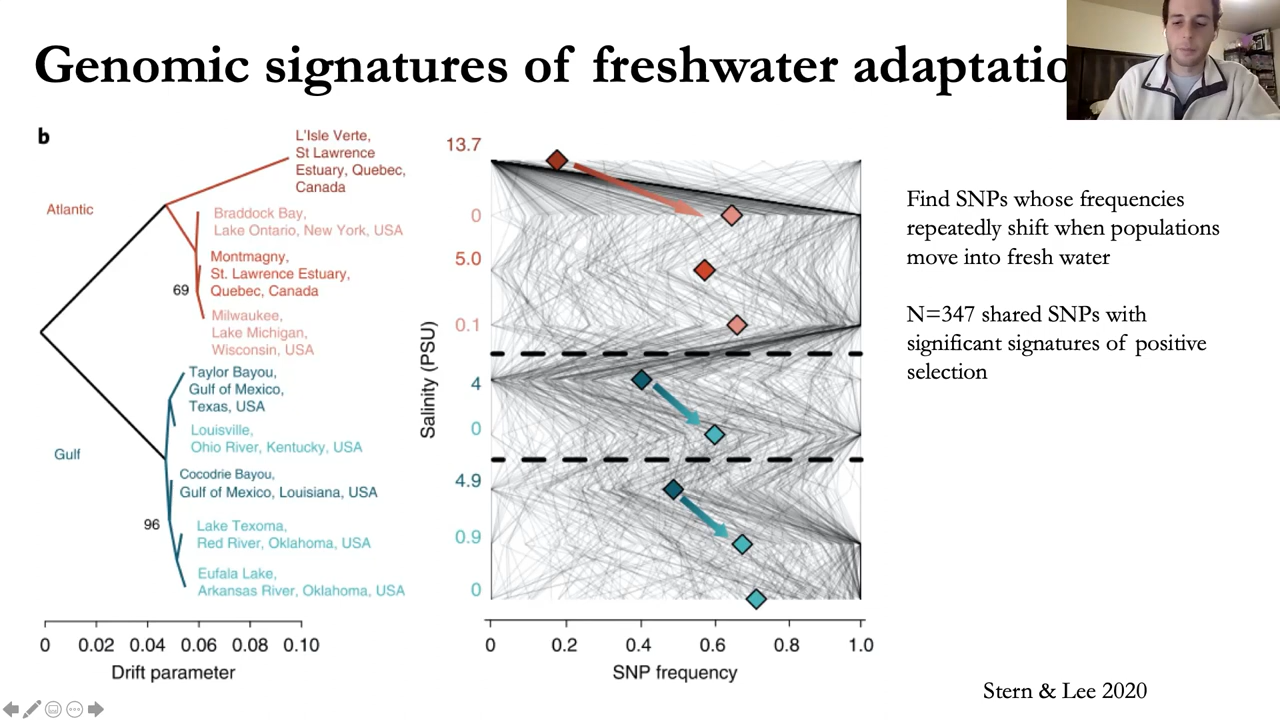 Genomic signatures of freshwater adaptatio
b
L'Isle Verte,
St Lawrence
Estuary, Quebec,
Canada
Atlantic
Braddock Bay,
Lake Ontario, New York, USA
Montmagny,
St. Lawrence Estuary,
Quebec, Canada
69
Milwaukee,
Lake Michigan,
Wisconsin, USA
Taylor Bayou,
Gulf of Mexico,
Texas, USA
Louisville,
Ohio River, Kentucky, USA
Gulf
Cocodrie Bayou,
Gulf of Mexico, Louisiana, USA
96
Lake Texoma,
Red River, Oklahoma, USA
Eufala Lake,
Arkansas River, Oklahoma, USA
0 0.02 0.04 0.06 0.08 0.10
Drift parameter
Salinity (PSU)
13.7
0
5.0
0.1
4
0
4.9
0.9
0
0 0.2 0.4 0.6 0.8 1.0
SNP frequency
Find SNPs whose frequencies
repeatedly shift when populations
move into fresh water
N=347 shared SNPs with
significant signatures of positive
selection
Stern & Lee 2020